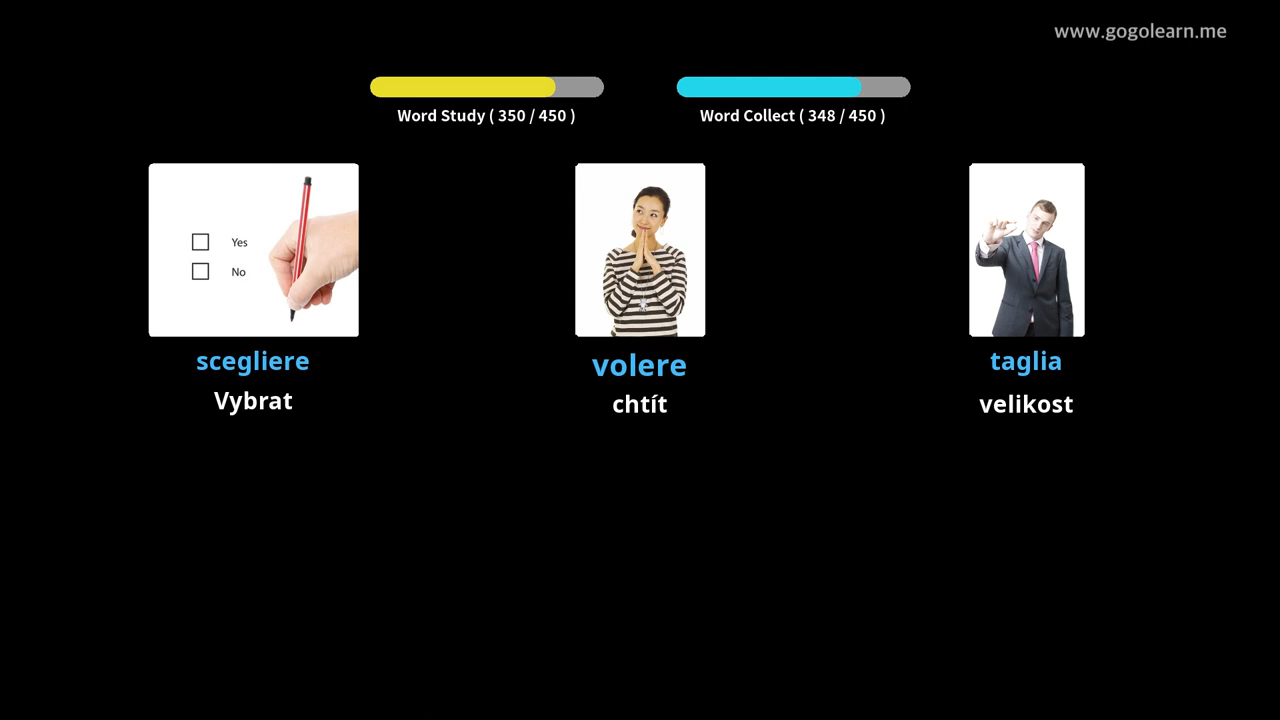 www.gogolearn.me
Word Study ( 350 / 450 )
Word Collect ( 348 / 450 )
Yes
No
scegliere
volere
taglia
Vybrat
chtít
velikost